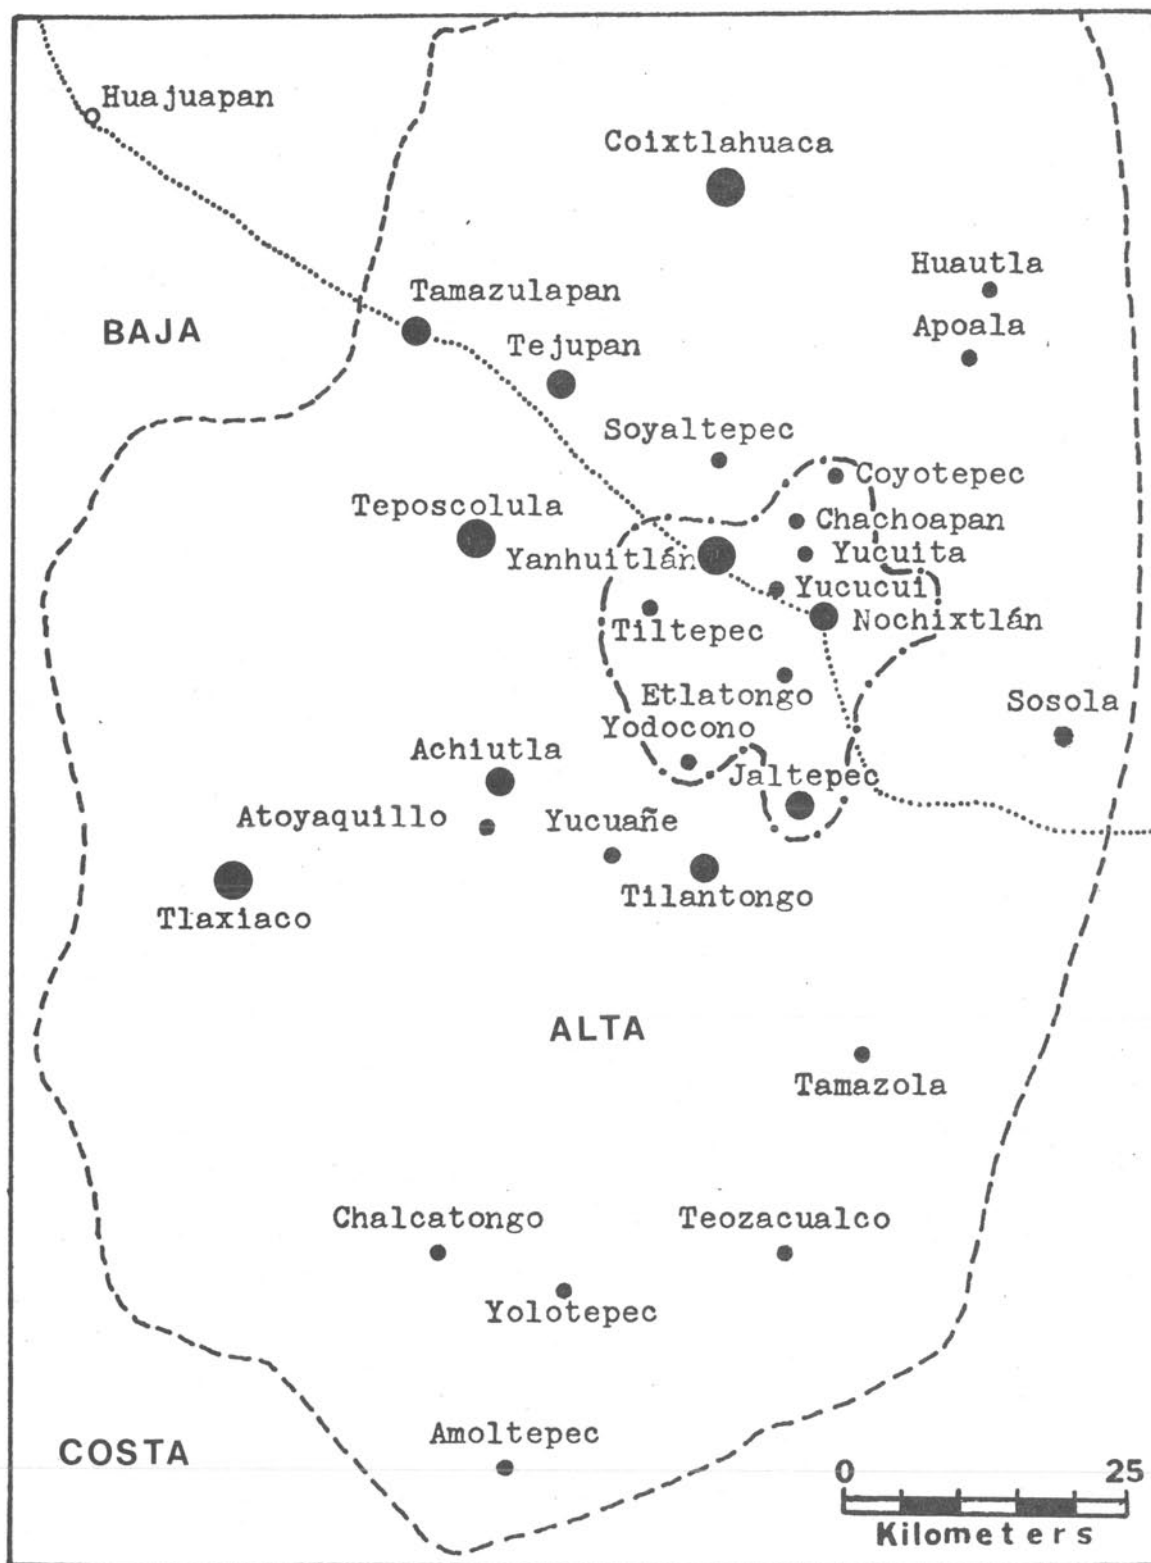 Huajuapan
Coixtlahuaca
Huautla
Tamazulapan
BAJA
Apoala
Tejupan
Soyaltepec
Coyotepec
Teposcolula
Chachoapan
Yanhuitlán
Yucuita
Yucucui
Nochixtlán
Tiltepec
Etlatongo
Sosola
Yodocono
Achiutla
Jaltepec
Atoyaquillo
Yucuañe
Tilantongo
Tlaxiaco
ALTA
Tamazola
Chalcatongo
Teozacualco
Yolotepec
Amoltepec
COSTA
0 25
Kilometers